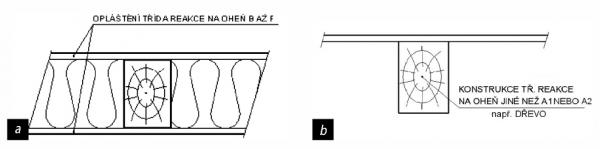 OPLÁŠTĚNÍ TŘÍDA REAKCE NA OHEŇ B AŽ F
a
KONSTRUKCE TŘ. REAKCE
NA OHEŇ JINÉ NEŽ A1 NEBO A2
např. DŘEVO
b